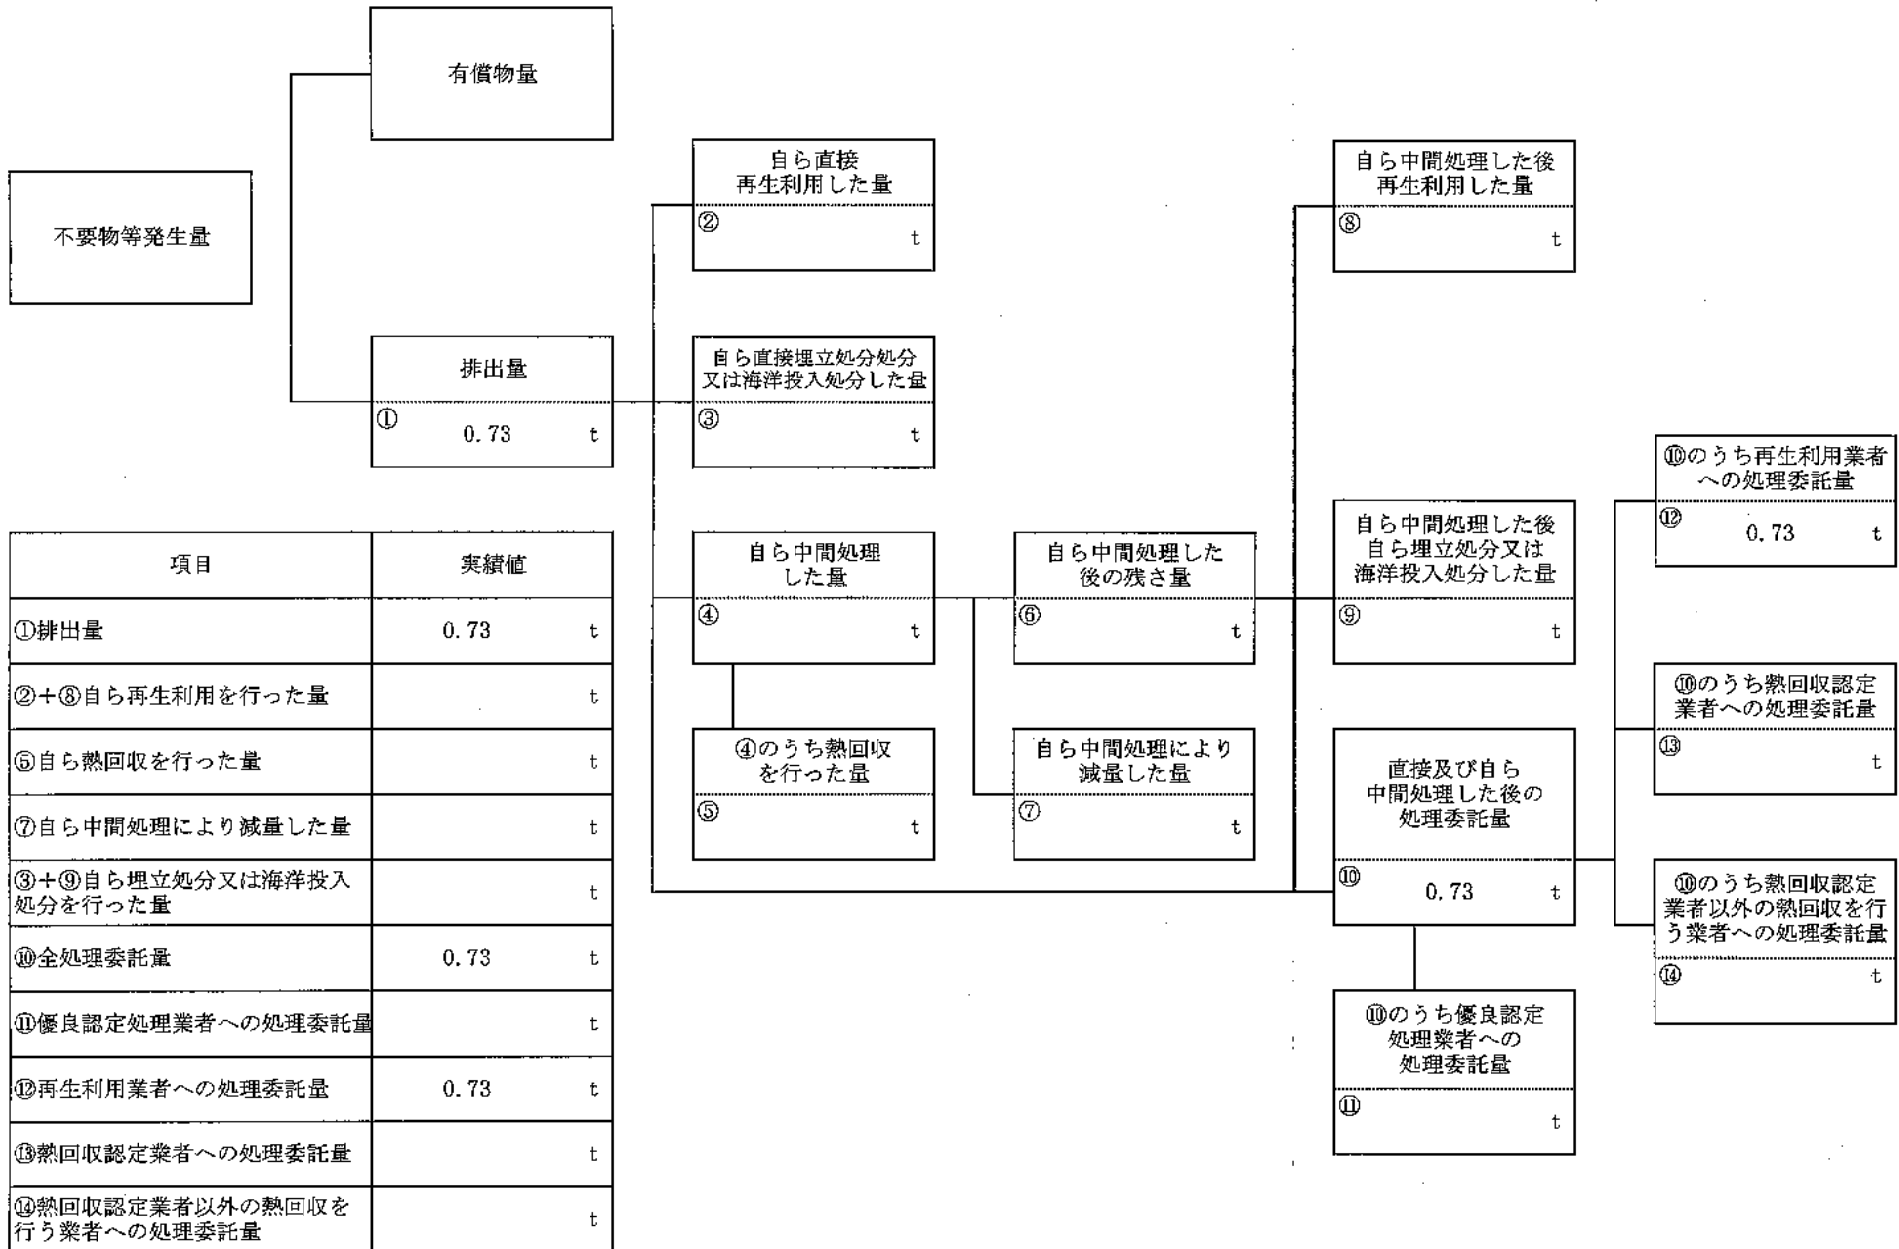 有償物量
不要物等発生量
排出量
① 0.73 t
自ら直接
再生利用した量
② t
自ら直接埋立処分処分
又は海洋投入処分した量
③ t
自ら中間処理
した量
④ t
④のうち熱回収
を行った量
⑤ t
自ら中間処理した
後の残さ量
⑥ t
自ら中間処理により
減量した量
⑦ t
自ら中間処理した後
再生利用した量
⑧ t
自ら中間処理した後
自ら埋立処分又は
海洋投入処分した量
⑨ t
直接及び自ら
中間処理した後の
処理委託量
⑩ 0.73 t
⑩のうち優良認定
処理業者への
処理委託量
⑪ t
⑩のうち再生利用業者
への処理委託量
⑫ 0.73 t
⑩のうち熱回収認定
業者への処理委託量
⑬ t
⑩のうち熱回収認定
業者以外の熱回収を行
う業者への処理委託量
⑭ t
項目 実績値
①排出量 0.73 t
②+⑧自ら再生利用を行った量 t
⑤自ら熱回収を行った量 t
⑦自ら中間処理により減量した量 t
③+⑨自ら埋立処分又は海洋投入
処分を行った量 t
⑩全処理委託量 0.73 t
⑪優良認定処理業者への処理委託量 t
⑫再生利用業者への処理委託量 0.73 t
⑬熱回収認定業者への処理委託量 t
⑭熱回収認定業者以外の熱回収を
行う業者への処理委託量 t